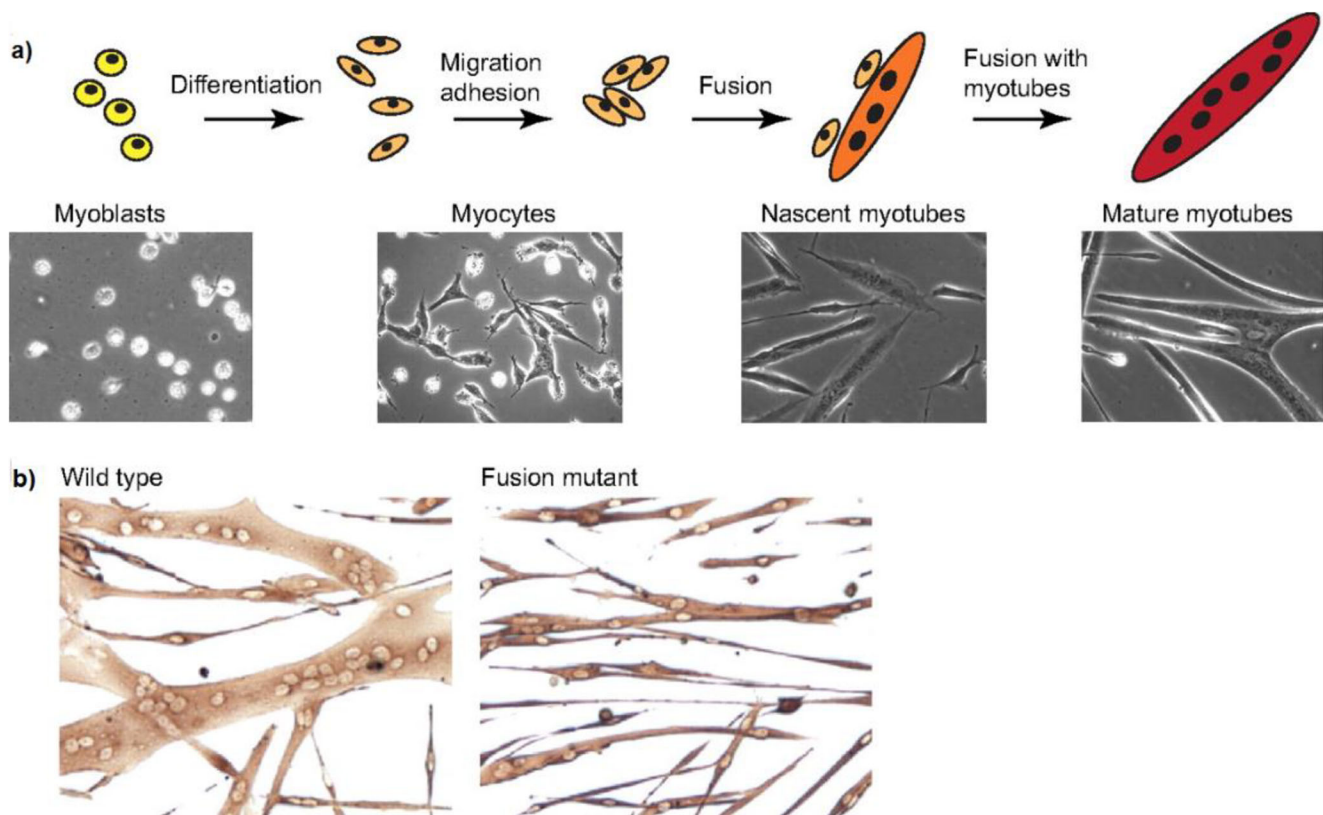 a)
Differentiation
Migration
adhesion
Fusion
Fusion with
myotubes
Myoblasts
Myocytes
Nascent myotubes
Mature myotubes
b)
Wild type
Fusion mutant